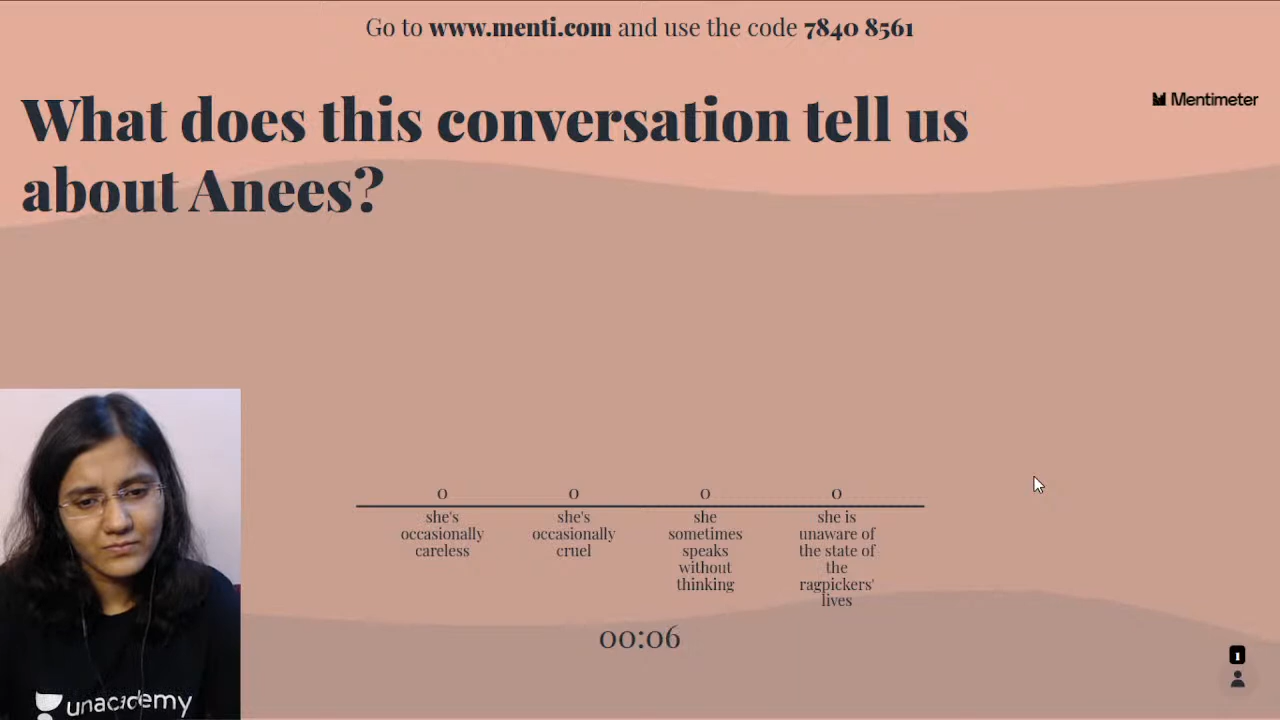 Go to www.menti.com and use the code 7840 8561
Mentimeter
What does this conversation tell us
about Anees?
0
0
0
0
she's
occasionally
careless
she's
occasionally
cruel
she
sometimes
speaks
without
thinking
she is
unaware of
the state of
the
ragpickers'
lives
00:06
1
unacademy